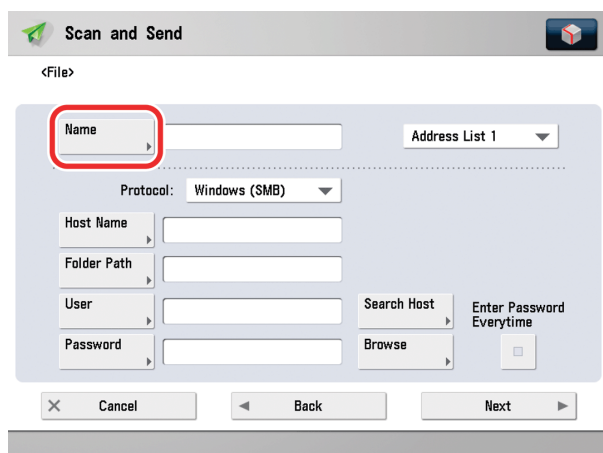 Scan and Send
<File>
Name
Address List 1
Protocol: Windows (SMB)
Host Name
Folder Path
User
Search Host
Enter Password
Everytime
Password
Browse
Cancel
Back
Next